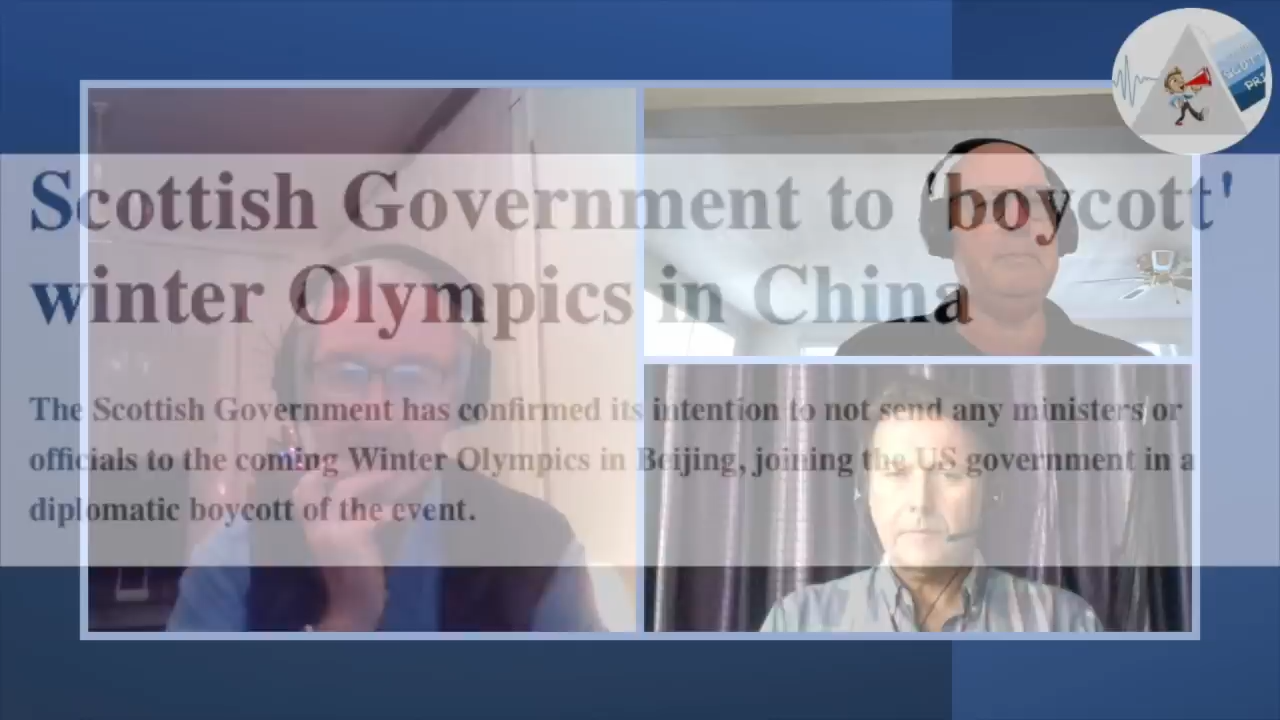 Scottish Government to 'boycott'
winter Olympics in China
The Scottish Government has confirmed its intention to not send any ministers or
officials to the coming Winter Olympics in Beijing, joining the US government in a
diplomatic boycott of the event.